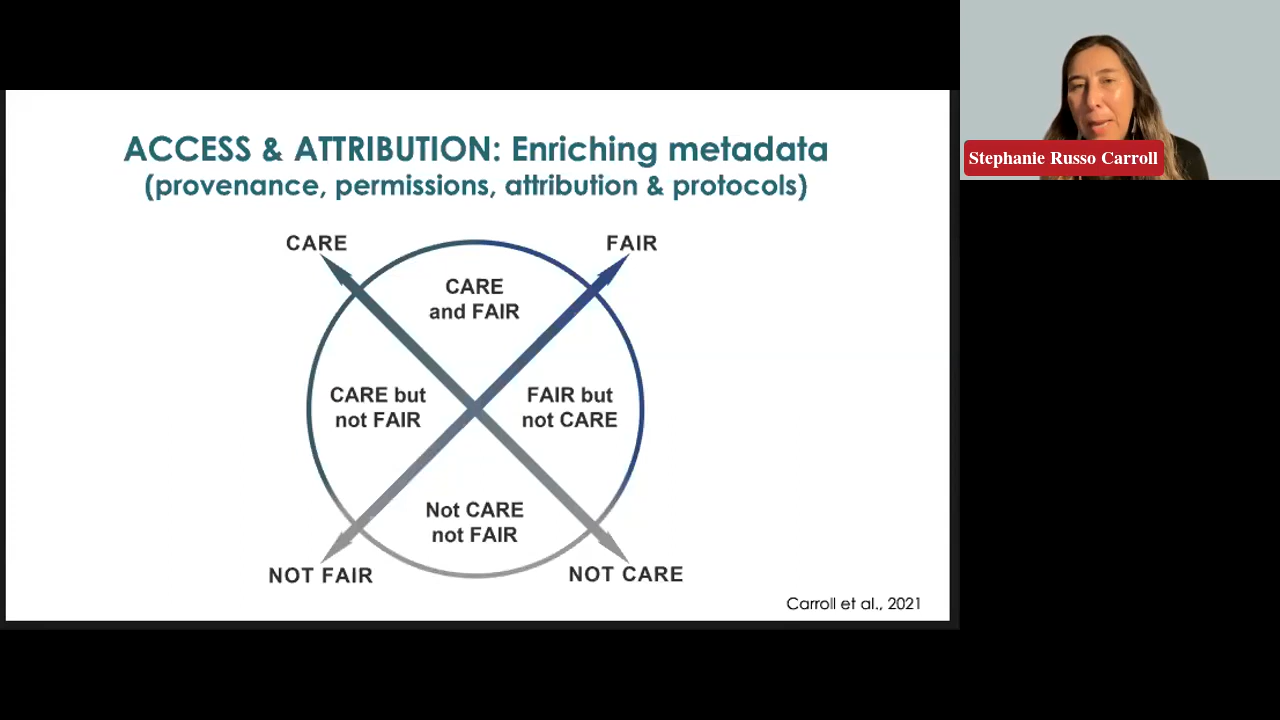 ACCESS & ATTRIBUTION: Enriching metadata
(provenance, permissions, attribution & protocols)
CARE
FAIR
CARE
and FAIR
CARE but
not FAIR
FAIR but
not CARE
Not CARE
not FAIR
NOT FAIR
NOT CARE
Carroll et al., 2021
Stephanie Russo Carroll